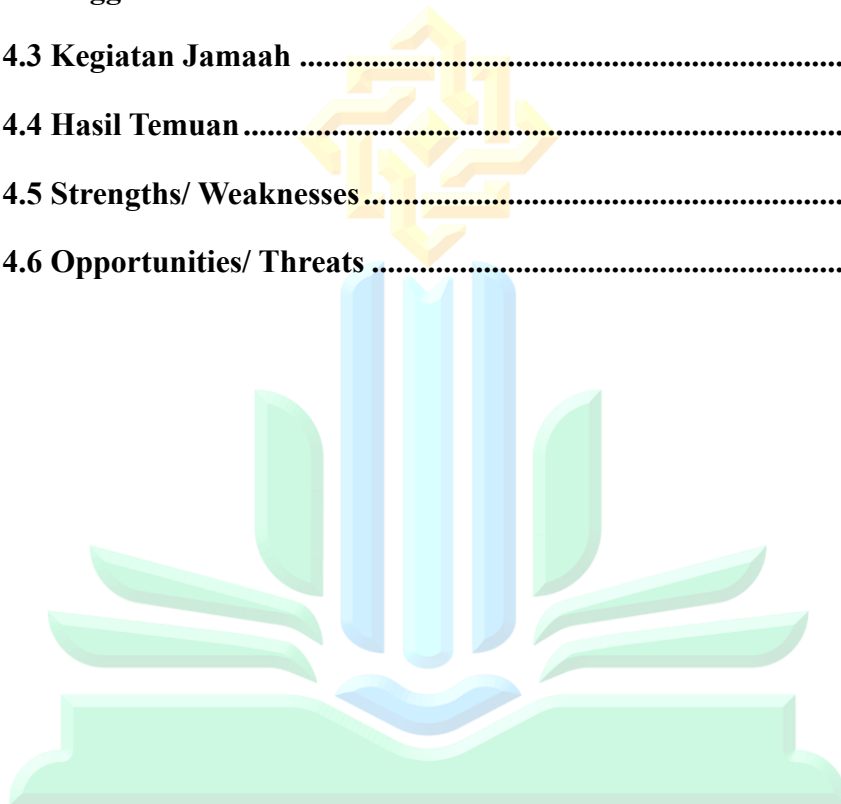 4.3 Kegiatan Jamaah ....................................................................
4.4 Hasil Temuan...........................................................................
4.5 Strengths/ Weaknesses............................................................
4.6 Opportunities/ Threats ...........................................................